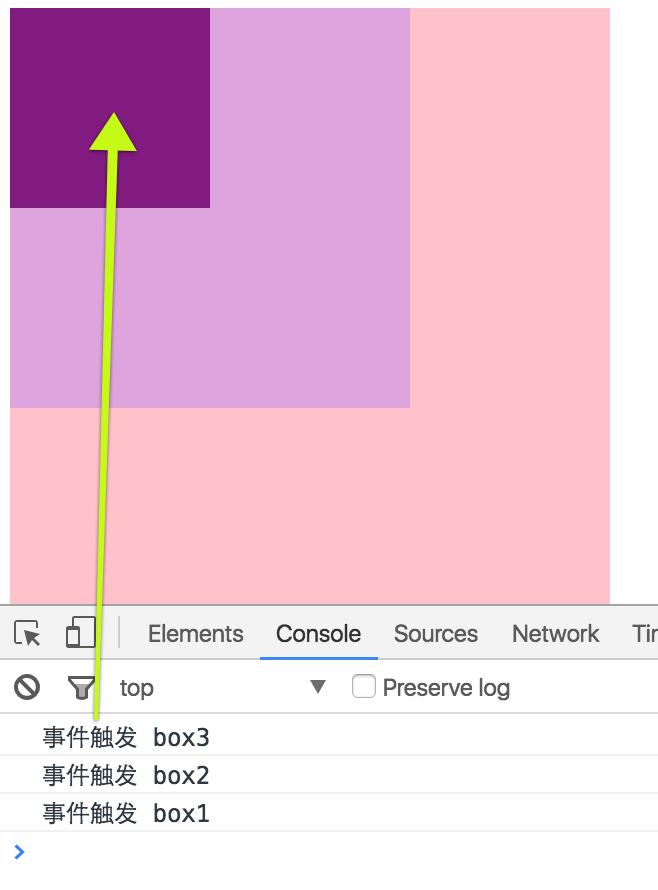 Elements Console Sources Network Tir
top Preserve log
事件触发 box3
事件触发 box2
事件触发 box1